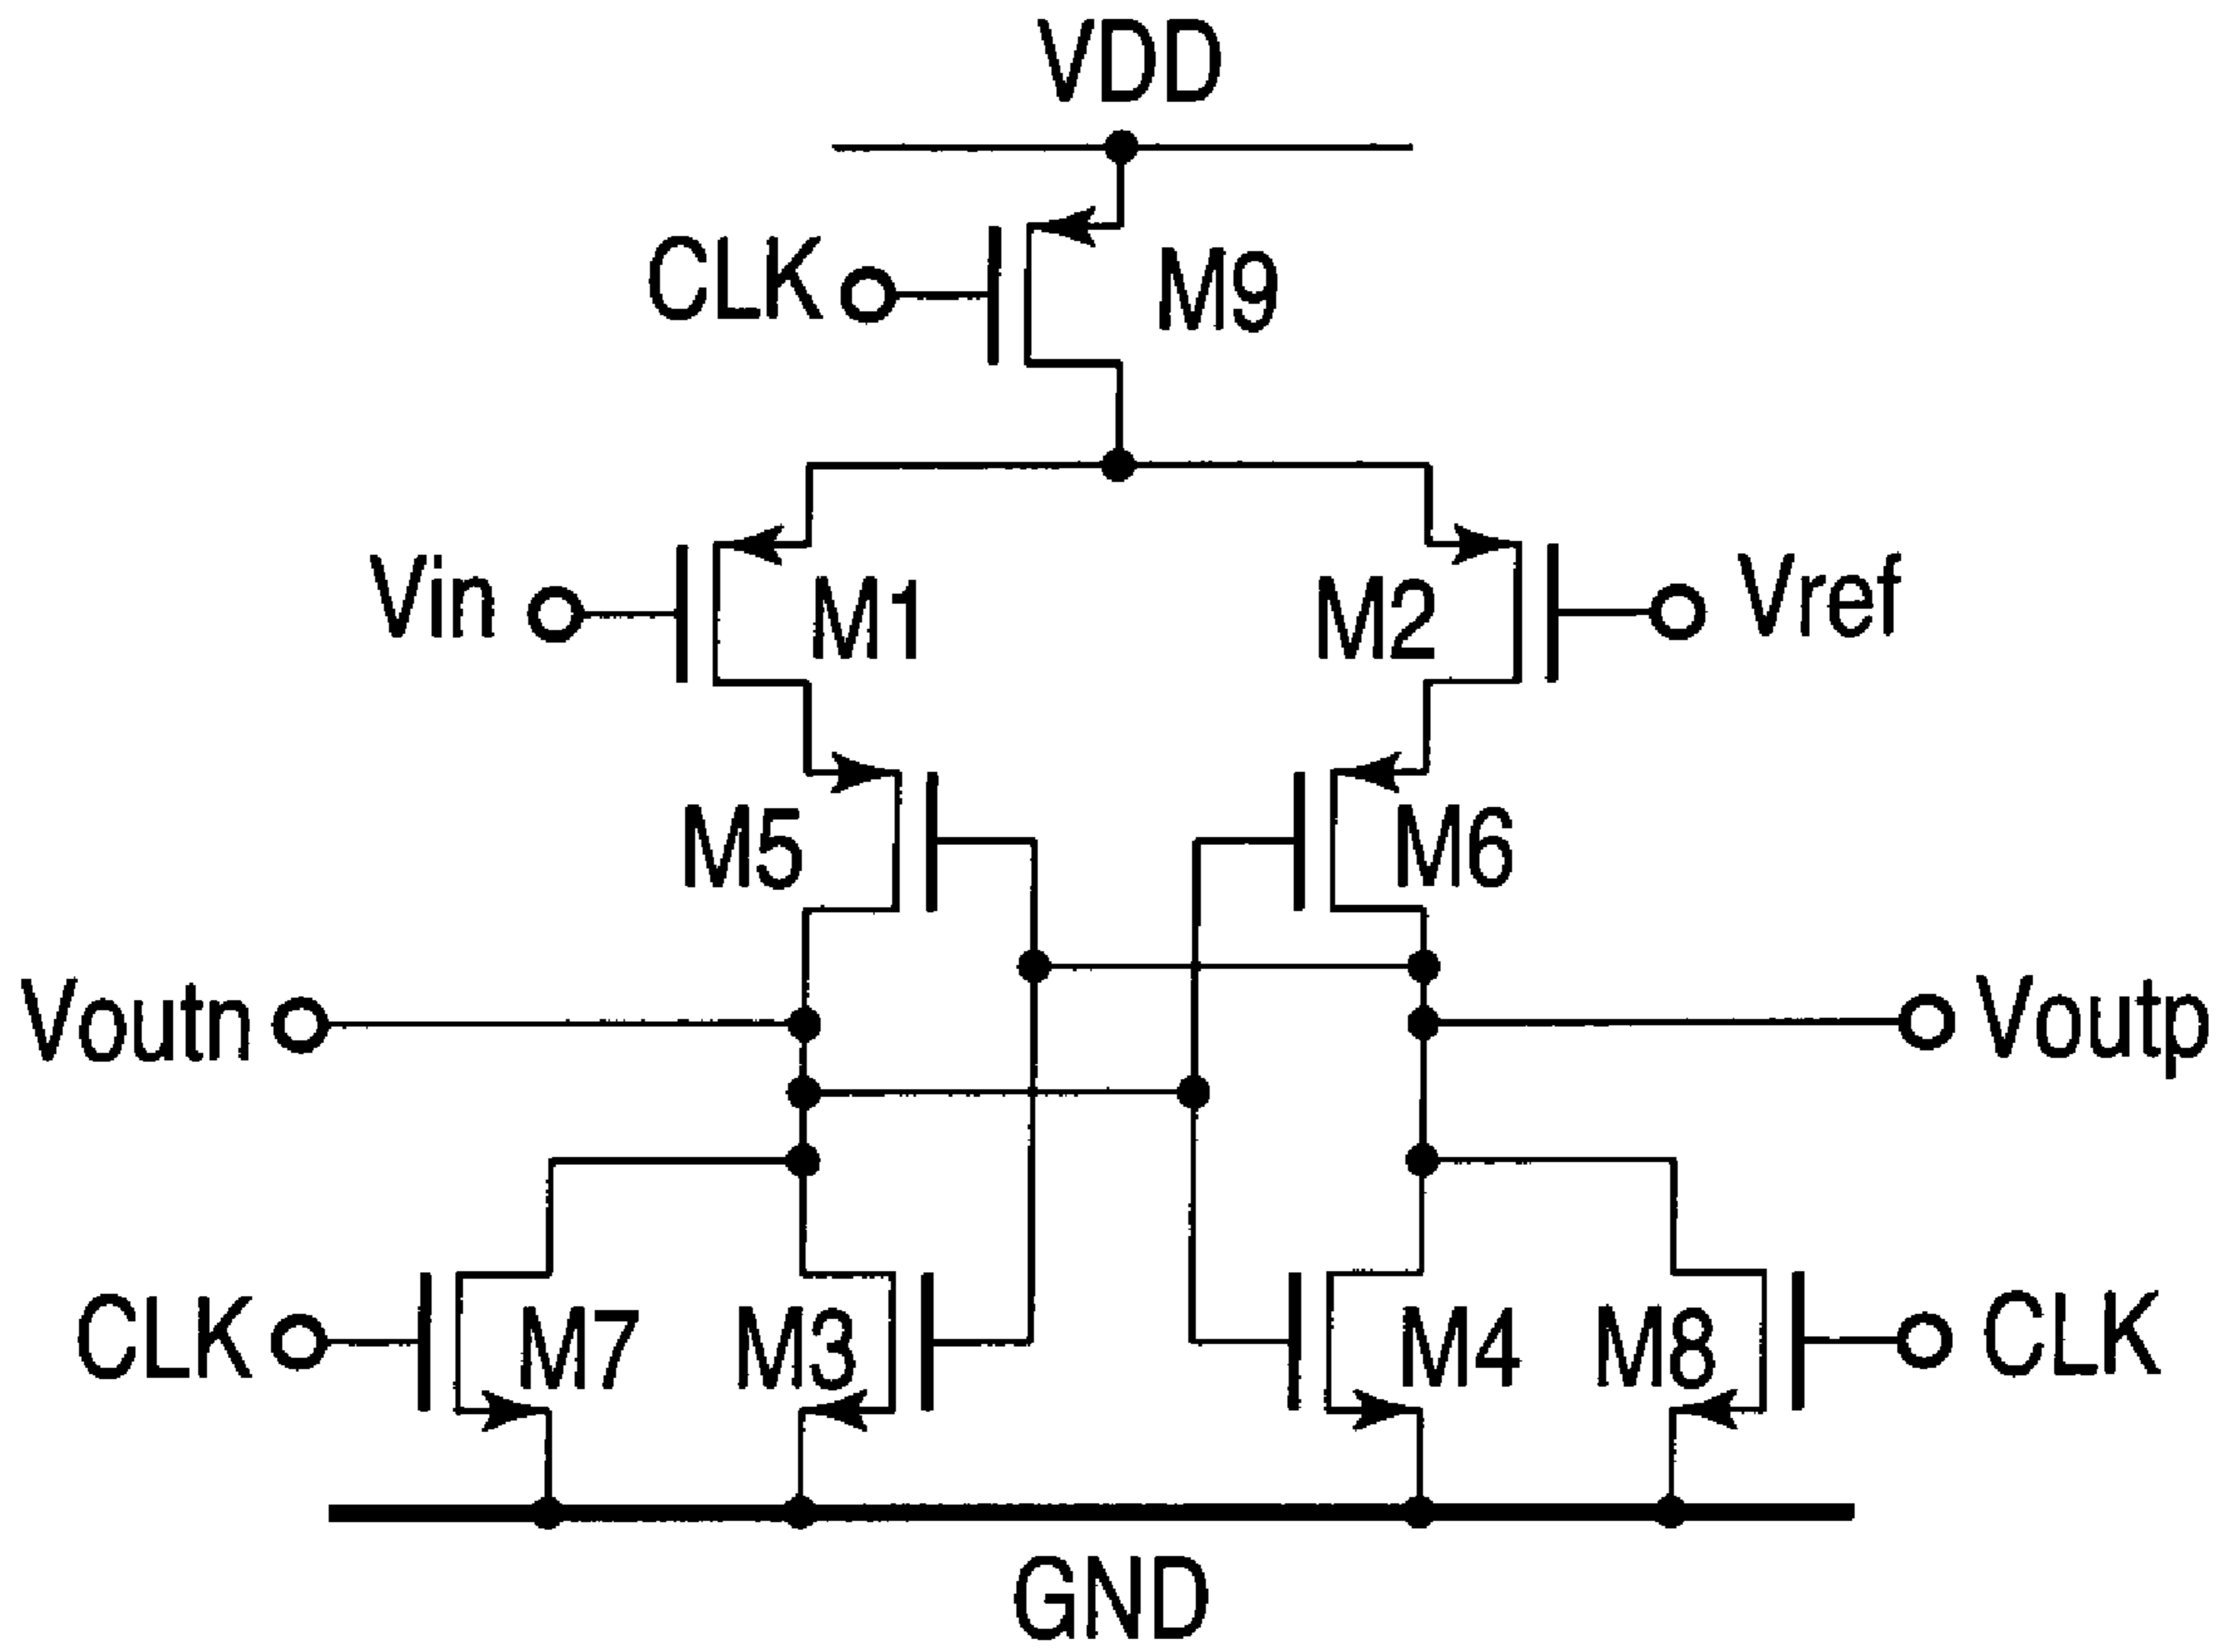 VDD
CLK
M9
Vin
M1
M2
Vref
M5
M6
Voutn
Voutp
CLK
M7
M3
M4
M8
CLK
GND